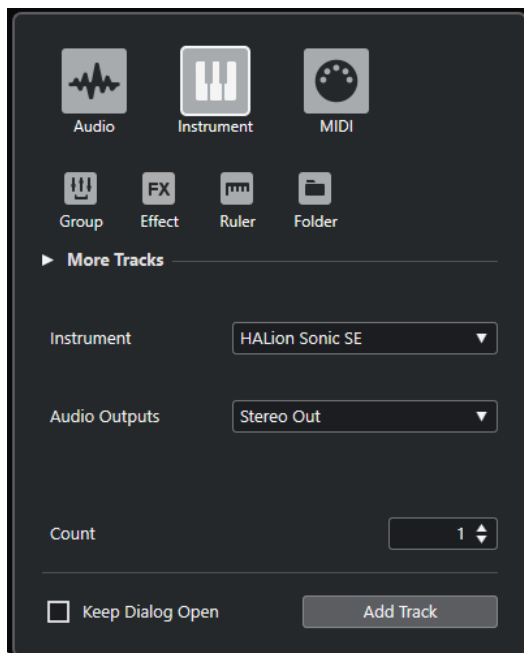 Audio Instrument MIDI
FX
Group Effect Ruler Folder
More Tracks
Instrument HALion Sonic SE
Audio Outputs Stereo Out
Count 1
Keep Dialog Open Add Track